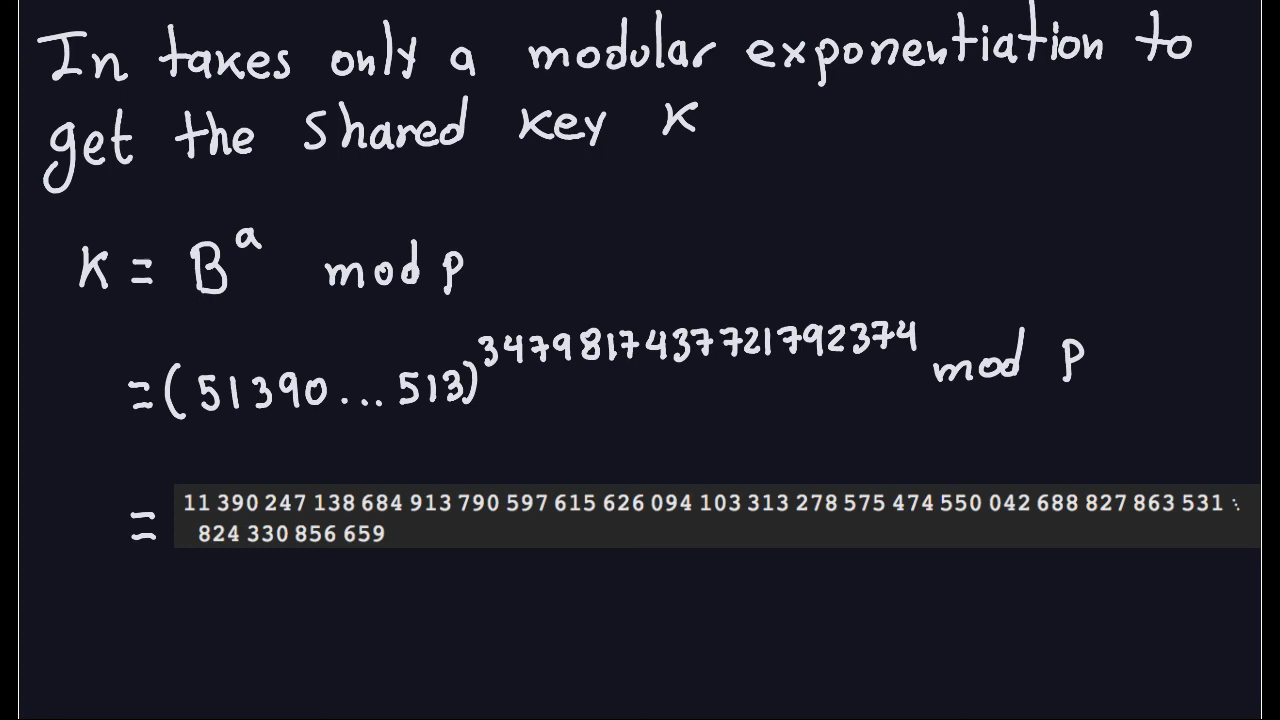 In takes only a modular exponentiation to
get the shared key K
K = B^a mod p
= (51390...513)^3479817437721792374 mod p
= 11 390 247 138 684 913 790 597 615 626 094 103 313 278 575 474 550 042 688 827 863 531 ⋱
824 330 856 659